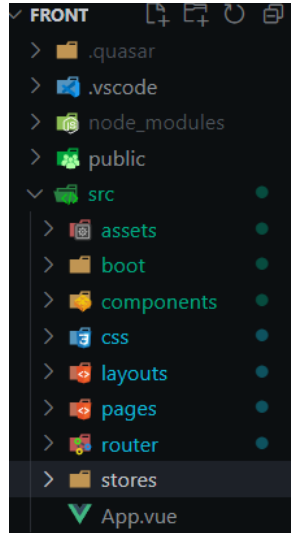 FRONT
.quasar
.vscode
node_modules
public
src
assets
boot
components
css
layouts
pages
router
stores
App.vue